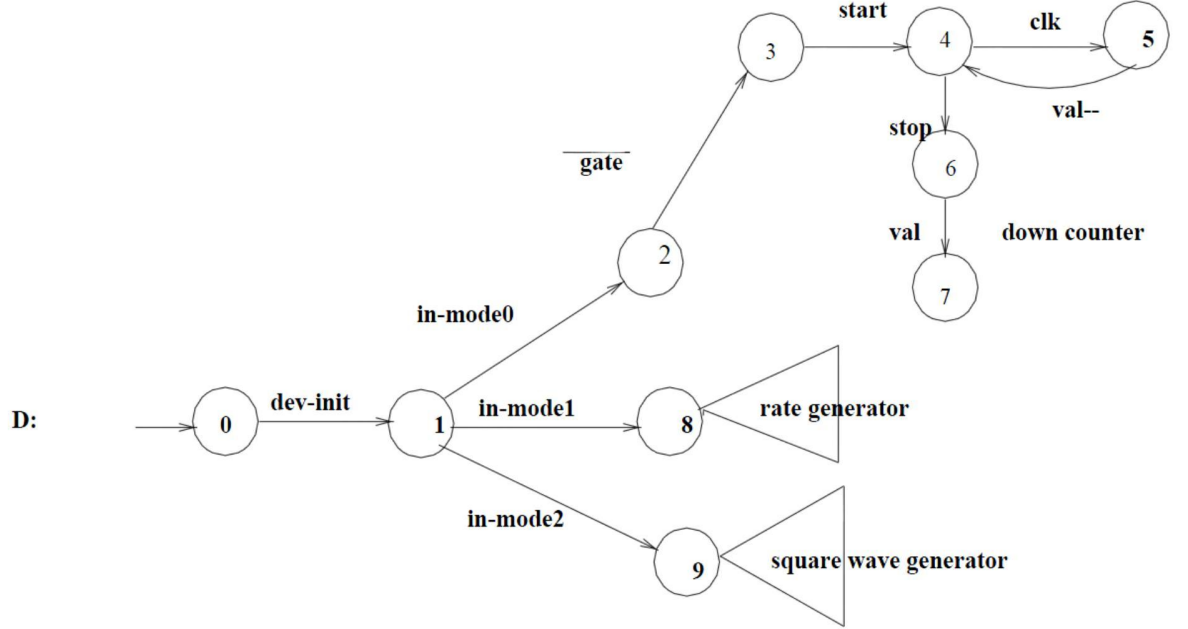 start
clk
3
4
5
val--
stop
gate
6
2
val
down counter
7
in-mode0
dev-init
in-mode1
rate generator
D:
0
1
8
in-mode2
square wave generator
9